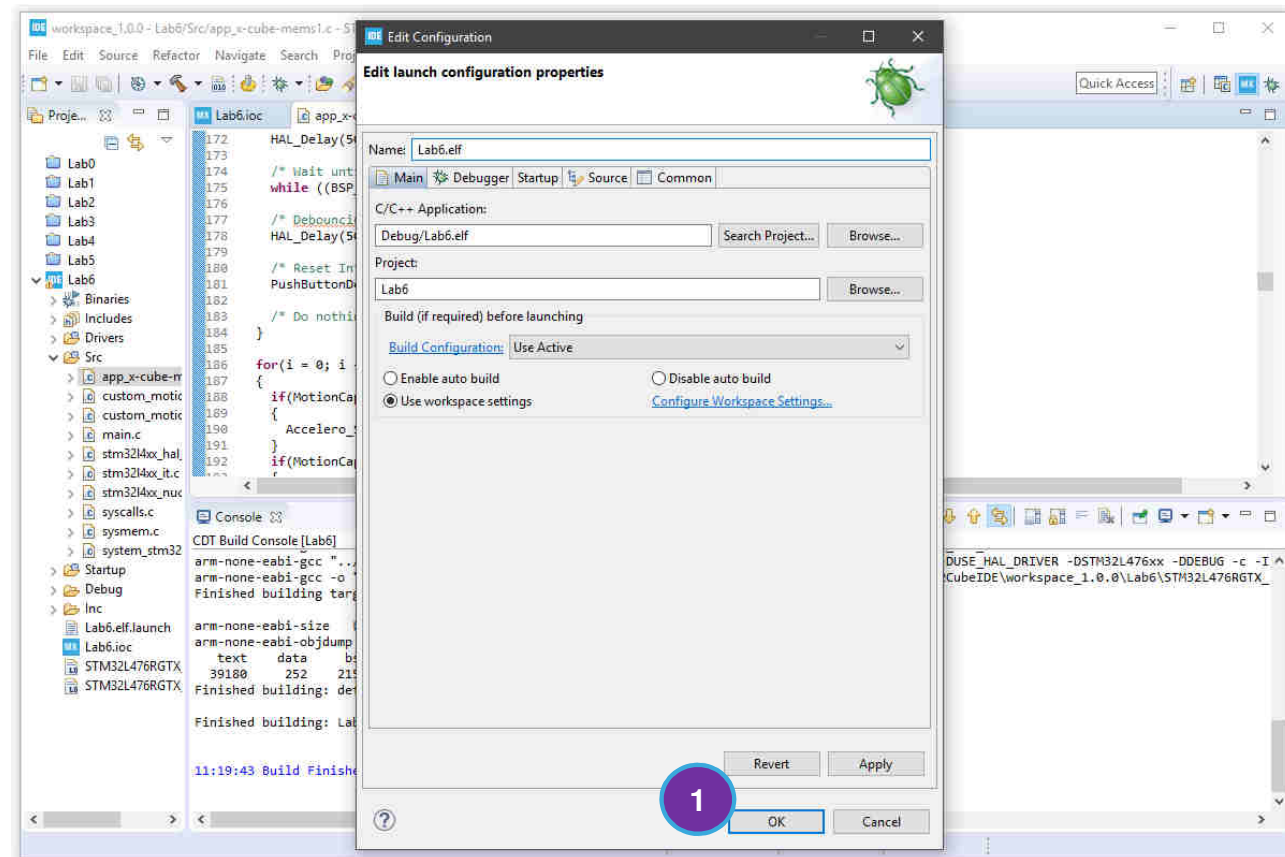 IDE workspace_1.0.0 - Lab6/Src/app_x-cube-mems1.c - ST
File Edit Source Refactor Navigate Search Proj
Quick Access
Proje...
Lab0
Lab1
Lab2
Lab3
Lab4
Lab5
IDE Lab6
Binaries
Includes
Drivers
Src
app_x-cube-m
custom_motic
custom_motic
main.c
stm32l4xx_hal_
stm32l4xx_it.c
stm32l4xx_nuc
syscalls.c
sysmem.c
system_stm32
Startup
Debug
Inc
Lab6.elf.launch
MX Lab6.ioc
STM32L476RGTX_
STM32L476RGTX_
MX Lab6.ioc app_x-c
172 HAL_Delay(50
173
174 /* Wait unt
175 while ((BSP_
176
177 /* Debounci
178 HAL_Delay(50
179
180 /* Reset In
181 PushButtonDe
182
183 /* Do nothi
184 }
185
186 for(i = 0; i
187 {
188 if(MotionCap
189 {
190 Accelero_S
191 }
192 if(MotionCap
Console
CDT Build Console [Lab6]
arm-none-eabi-gcc "../
arm-none-eabi-gcc -o "
Finished building targ
arm-none-eabi-size
arm-none-eabi-objdump
text data bs
39180 252 215
Finished building: def
Finished building: Lab
11:19:43 Build Finishe
DUSE_HAL_DRIVER -DSTM32L476xx -DDEBUG -c -I
CubeIDE\workspace_1.0.0\Lab6\STM32L476RGTX_
IDE Edit Configuration
Edit launch configuration properties
Name: Lab6.elf
Main Debugger Startup Source Common
C/C++ Application:
Debug/Lab6.elf Search Project... Browse...
Project:
Lab6 Browse...
Build (if required) before launching
Build Configuration: Use Active
Enable auto build Disable auto build
Use workspace settings Configure Workspace Settings...
Revert Apply
1
? OK Cancel